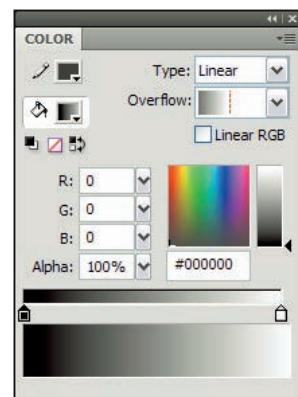 COLOR
Type: Linear
Overflow:
Linear RGB
R: 0
G: 0
B: 0
Alpha: 100% #000000